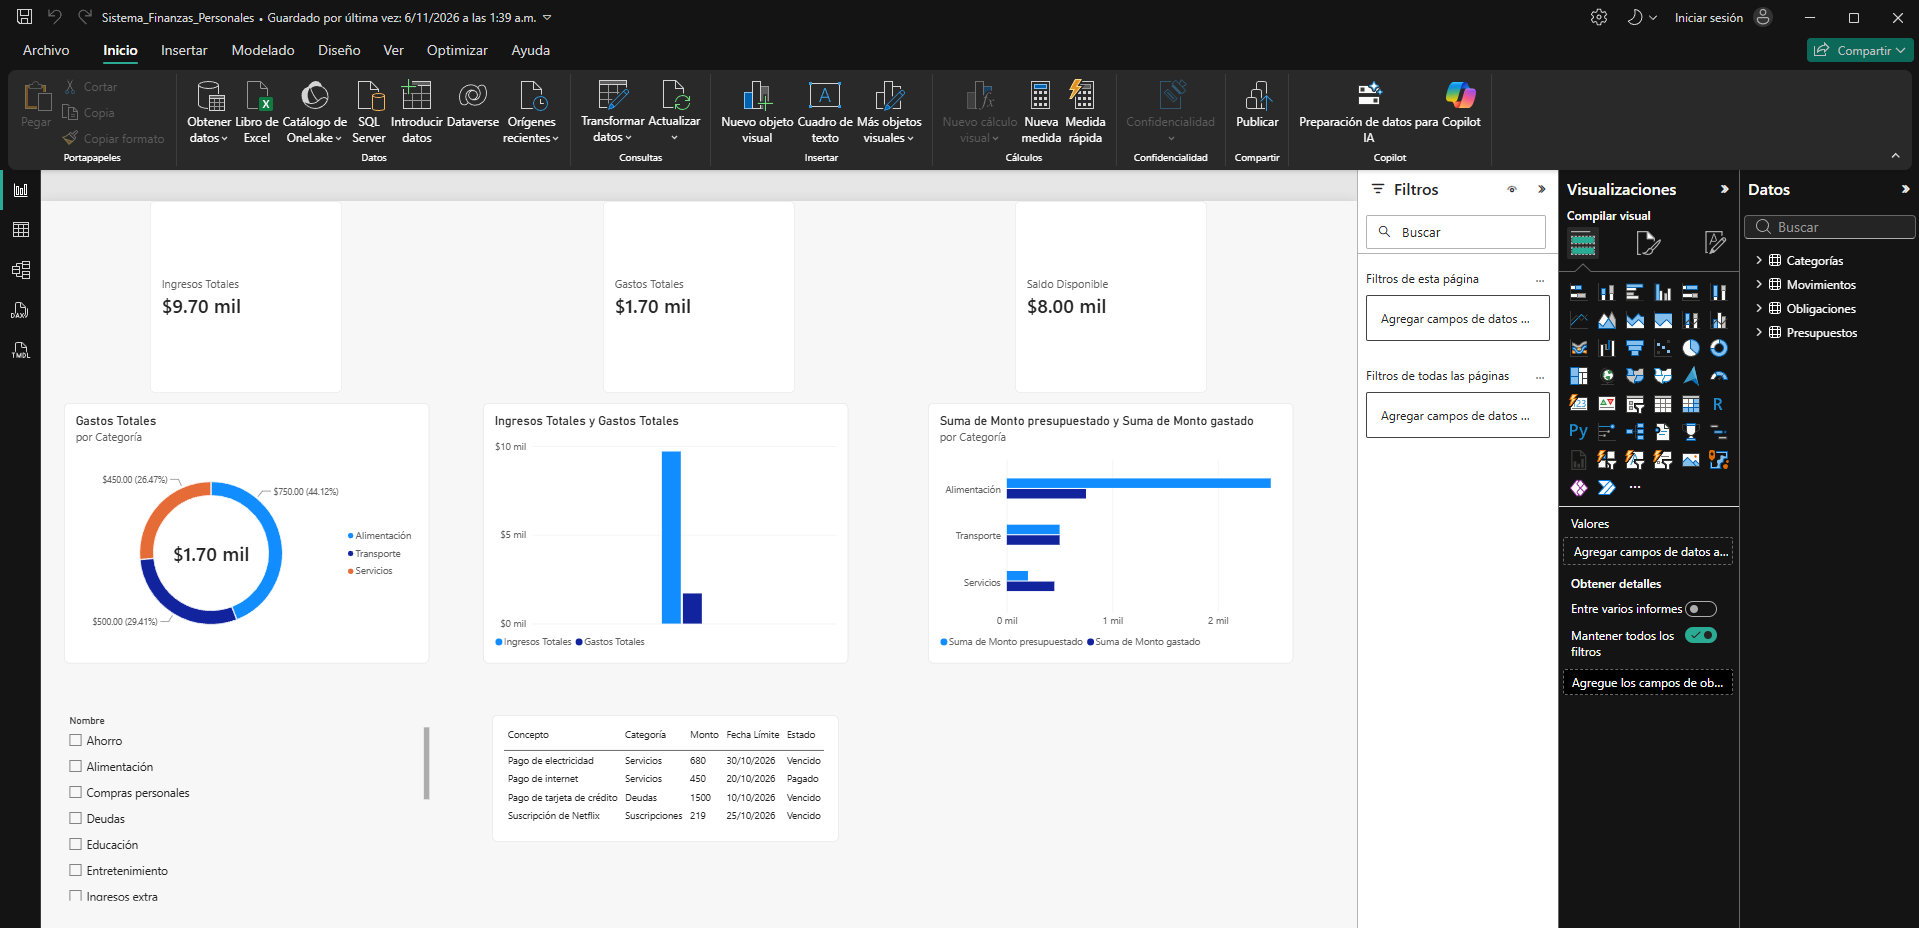 Sistema_Finanzas_Personales • Guardado por última vez: 6/11/2026 a las 1:39 a.m.
Iniciar sesión
Archivo Inicio Insertar Modelado Diseño Ver Optimizar Ayuda
Compartir
Pegar
Cortar
Copia
Copiar formato
Portapapeles
Obtener datos
Libro de Excel
Catálogo de OneLake
SQL Server
Introducir datos
Dataverse
Orígenes recientes
Datos
Transformar datos
Actualizar
Consultas
Nuevo objeto visual
Cuadro de texto
Más objetos visuales
Insertar
Nuevo cálculo visual
Nueva medida
Medida rápida
Cálculos
Confidencialidad
Confidencialidad
Publicar
Compartir
Preparación de datos para IA
Copilot
Copilot
DAX
TMDL
Ingresos Totales
$9.70 mil
Gastos Totales
$1.70 mil
Saldo Disponible
$8.00 mil
Gastos Totales
por Categoría
$450.00 (26.47%)
$750.00 (44.12%)
$1.70 mil
$500.00 (29.41%)
Alimentación
Transporte
Servicios
Ingresos Totales y Gastos Totales
$10 mil
$5 mil
$0 mil
Ingresos Totales Gastos Totales
Suma de Monto presupuestado y Suma de Monto gastado
por Categoría
Alimentación
Transporte
Servicios
0 mil 1 mil 2 mil
Suma de Monto presupuestado Suma de Monto gastado
Nombre
Ahorro
Alimentación
Compras personales
Deudas
Educación
Entretenimiento
Ingresos extra
Concepto Categoría Monto Fecha Límite Estado
Pago de electricidad Servicios 680 30/10/2026 Vencido
Pago de internet Servicios 450 20/10/2026 Pagado
Pago de tarjeta de crédito Deudas 1500 10/10/2026 Vencido
Suscripción de Netflix Suscripciones 219 25/10/2026 Vencido
Filtros
Buscar
Filtros de esta página ...
Agregar campos de datos ...
Filtros de todas las páginas ...
Agregar campos de datos ...
Visualizaciones
Compilar visual
123
R
Py
...
Valores
Agregar campos de datos a...
Obtener detalles
Entre varios informes
Mantener todos los
filtros
Agregue los campos de ob...
Datos
Buscar
Categorías
Movimientos
Obligaciones
Presupuestos